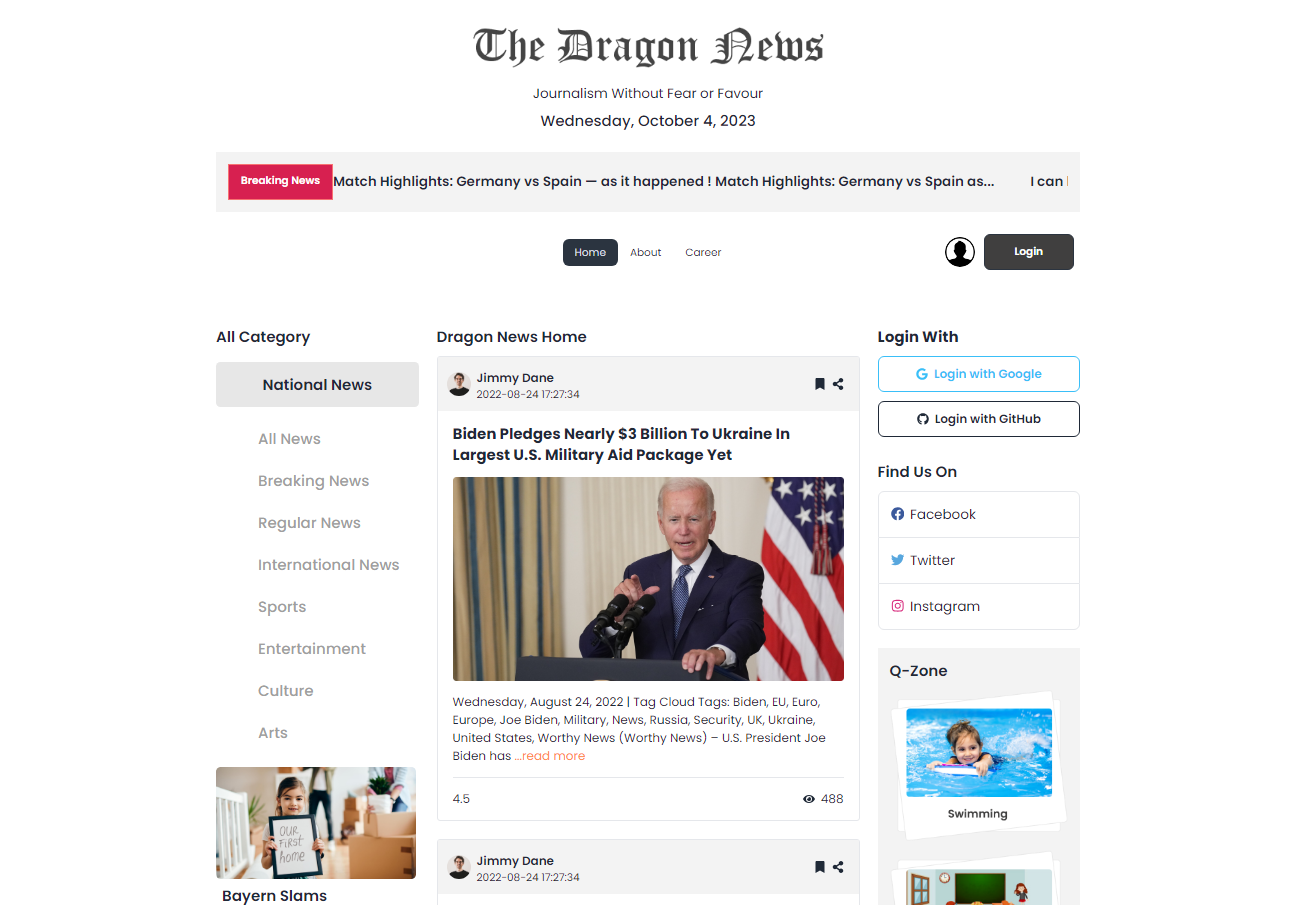 The Dragon News
Journalism Without Fear or Favour
Wednesday, October 4, 2023
Breaking News
Match Highlights: Germany vs Spain — as it happened ! Match Highlights: Germany vs Spain as...
I can
Home
About
Career
Login
All Category
National News
All News
Breaking News
Regular News
International News
Sports
Entertainment
Culture
Arts
OUR
First
home
Bayern Slams
Dragon News Home
Jimmy Dane
2022-08-24 17:27:34
Biden Pledges Nearly $3 Billion To Ukraine In
Largest U.S. Military Aid Package Yet
Wednesday, August 24, 2022 | Tag Cloud Tags: Biden, EU, Euro,
Europe, Joe Biden, Military, News, Russia, Security, UK, Ukraine,
United States, Worthy News (Worthy News) – U.S. President Joe
Biden has ...read more
4.5
488
Jimmy Dane
2022-08-24 17:27:34
Login With
Login with Google
Login with GitHub
Find Us On
Facebook
Twitter
Instagram
Q-Zone
Swimming